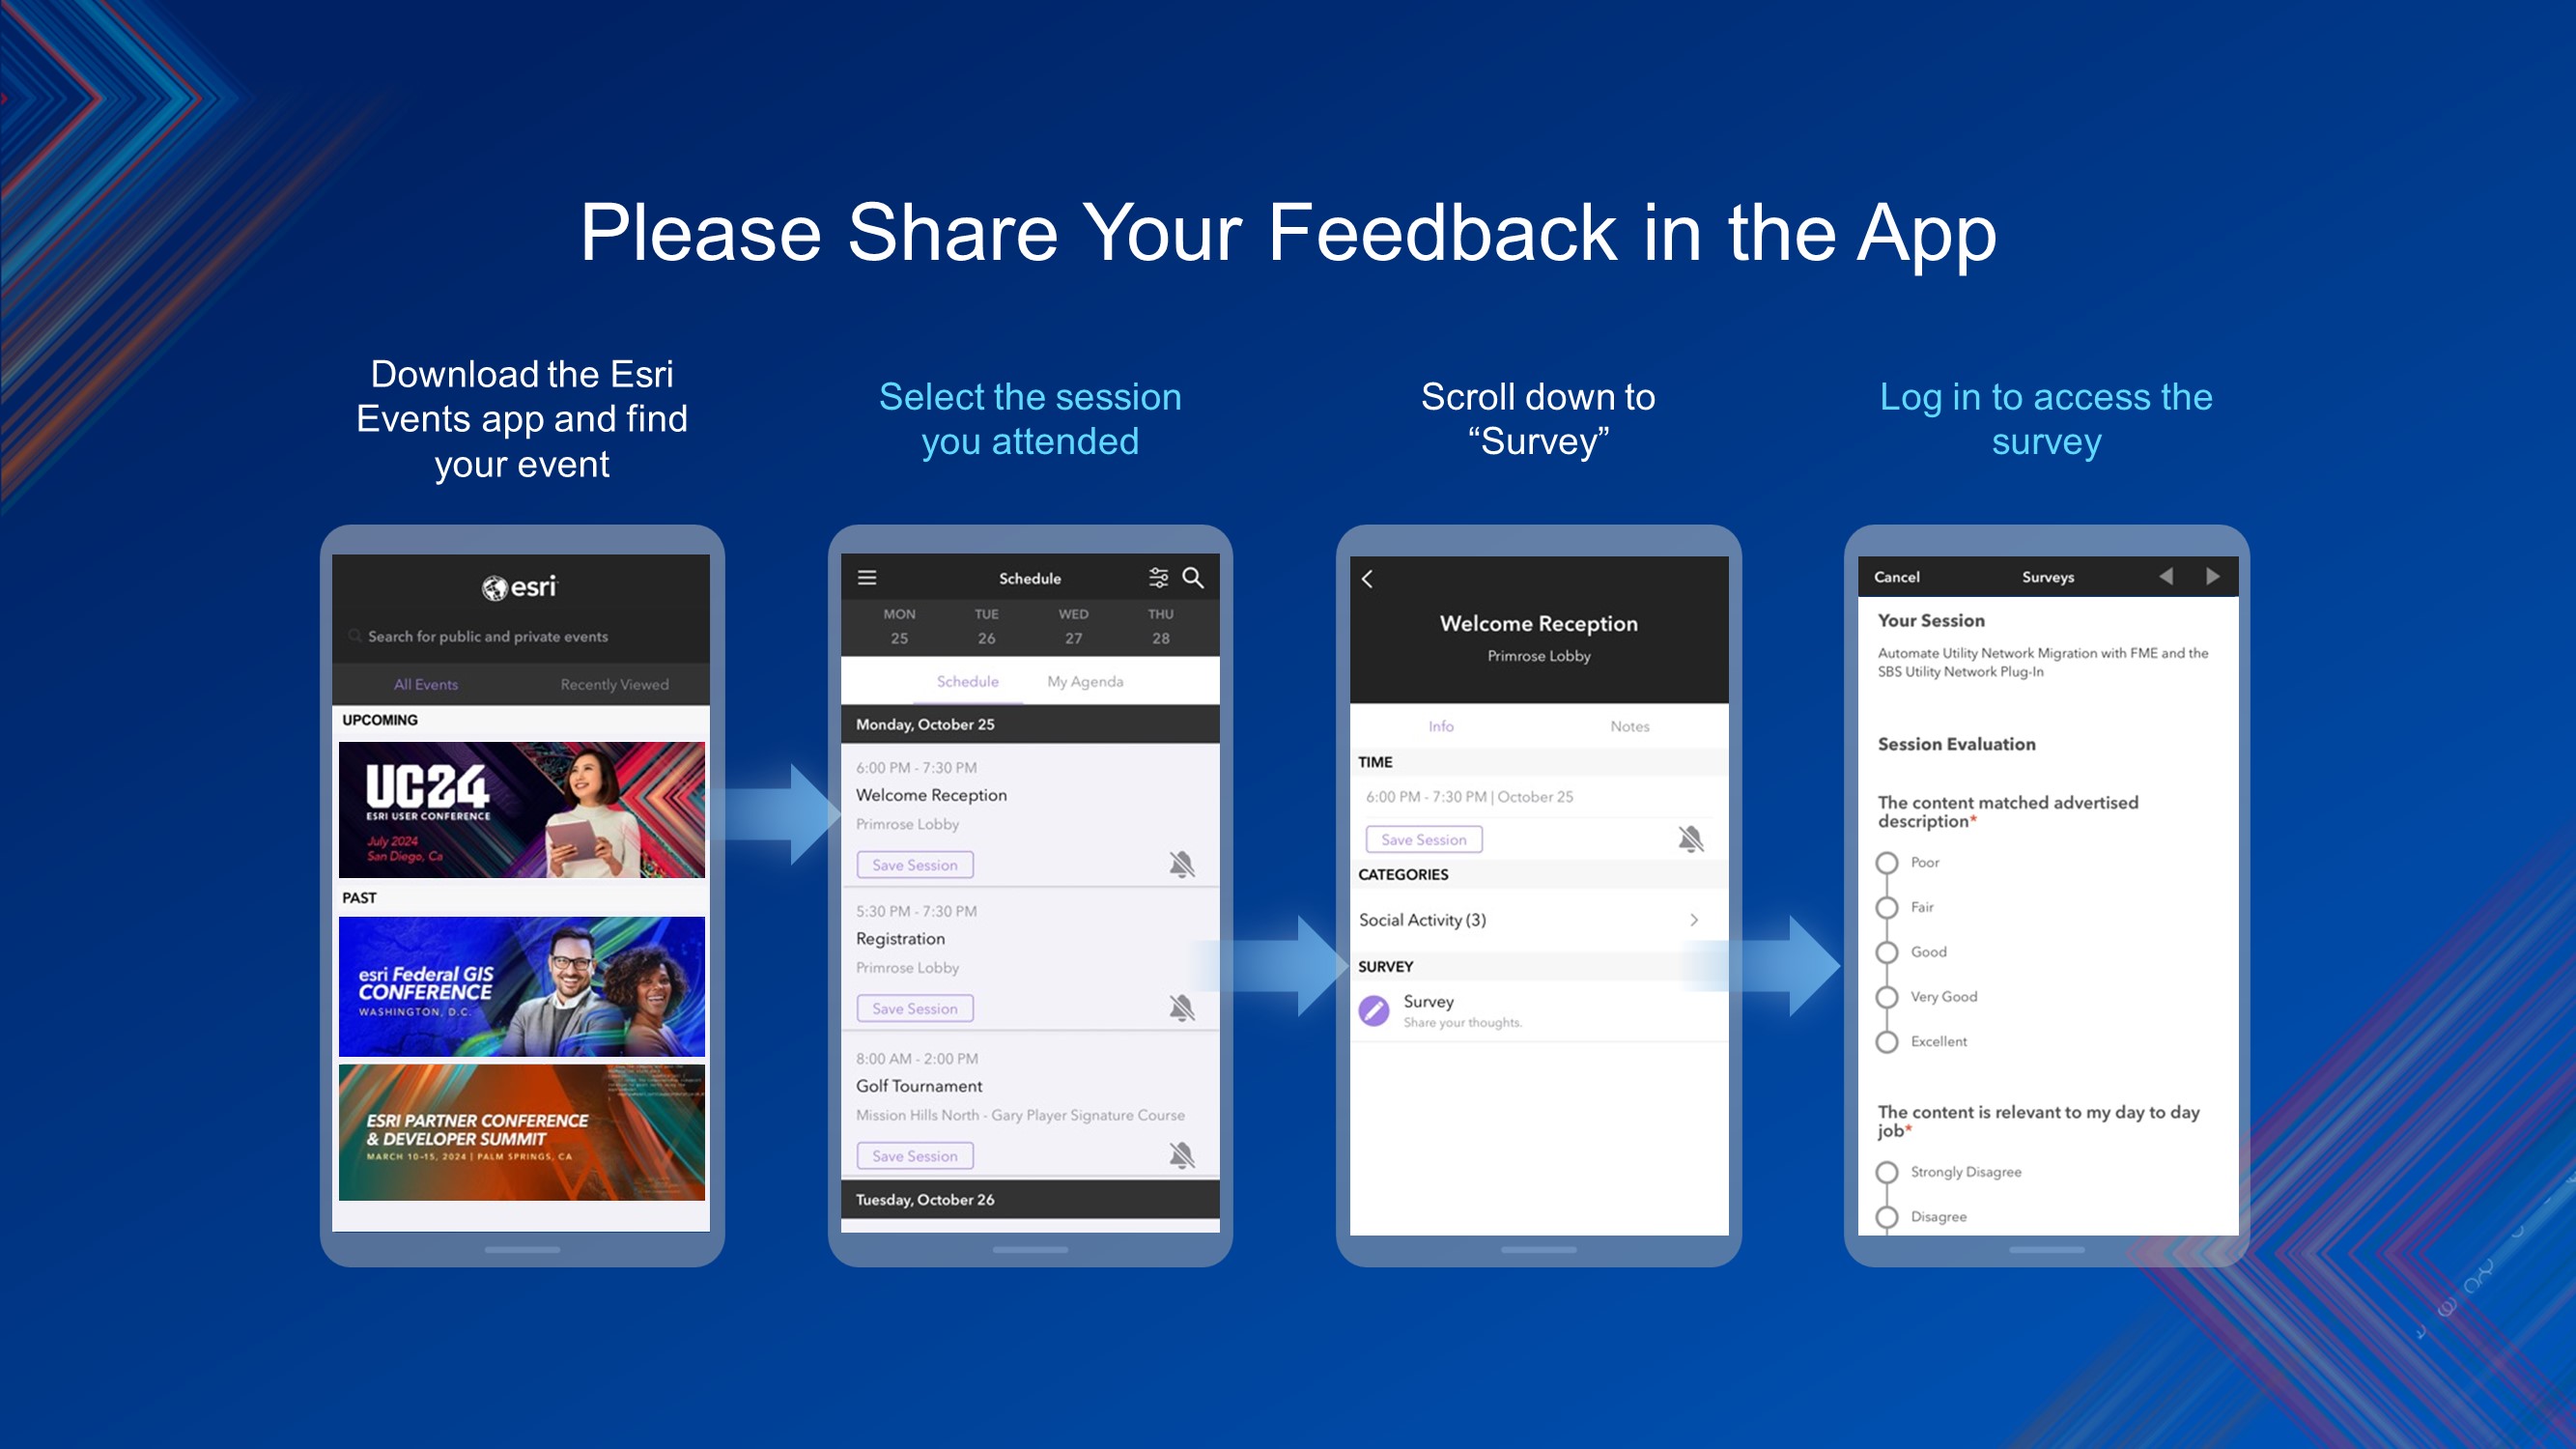 Please Share Your Feedback in the App
Download the Esri
Events app and find
your event
Select the session
you attended
Scroll down to
“Survey”
Log in to access the
survey
esri
Search for public and private events
All Events Recently Viewed
UPCOMING
UC24
ESRI USER CONFERENCE
July 2024
San Diego, Ca
PAST
esri Federal GIS
CONFERENCE
WASHINGTON, D.C.
ESRI PARTNER CONFERENCE
& DEVELOPER SUMMIT
MARCH 10-15, 2024 | PALM SPRINGS, CA
Schedule
MON TUE WED THU
25 26 27 28
Schedule My Agenda
Monday, October 25
6:00 PM - 7:30 PM
Welcome Reception
Primrose Lobby
Save Session
5:30 PM - 7:30 PM
Registration
Primrose Lobby
Save Session
8:00 AM - 2:00 PM
Golf Tournament
Mission Hills North - Gary Player Signature Course
Save Session
Tuesday, October 26
Welcome Reception
Primrose Lobby
Info Notes
TIME
6:00 PM - 7:30 PM | October 25
Save Session
CATEGORIES
Social Activity (3)
SURVEY
Survey
Share your thoughts.
Cancel Surveys
Your Session
Automate Utility Network Migration with FME and the
SBS Utility Network Plug-In
Session Evaluation
The content matched advertised
description*
Poor
Fair
Good
Very Good
Excellent
The content is relevant to my day to day
job*
Strongly Disagree
Disagree